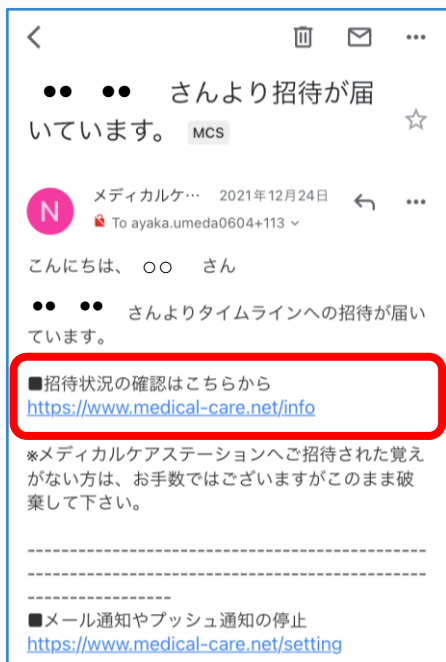 ●● ●● さんより招待が届
いています。 MCS
N
メディカルケ… 2021年12月24日
To ayaka.umeda0604+113
こんにちは、 ○○ さん
●● ●● さんよりタイムラインへの招待が届い
ています。
■招待状況の確認はこちらから
https://www.medical-care.net/info
※メディカルケアステーションへご招待された覚え
がない方は、お手数ではございますがこのまま破
棄して下さい。
------------------------------------------------
------------------------------------------------
-----------------
■メール通知やプッシュ通知の停止
https://www.medical-care.net/setting